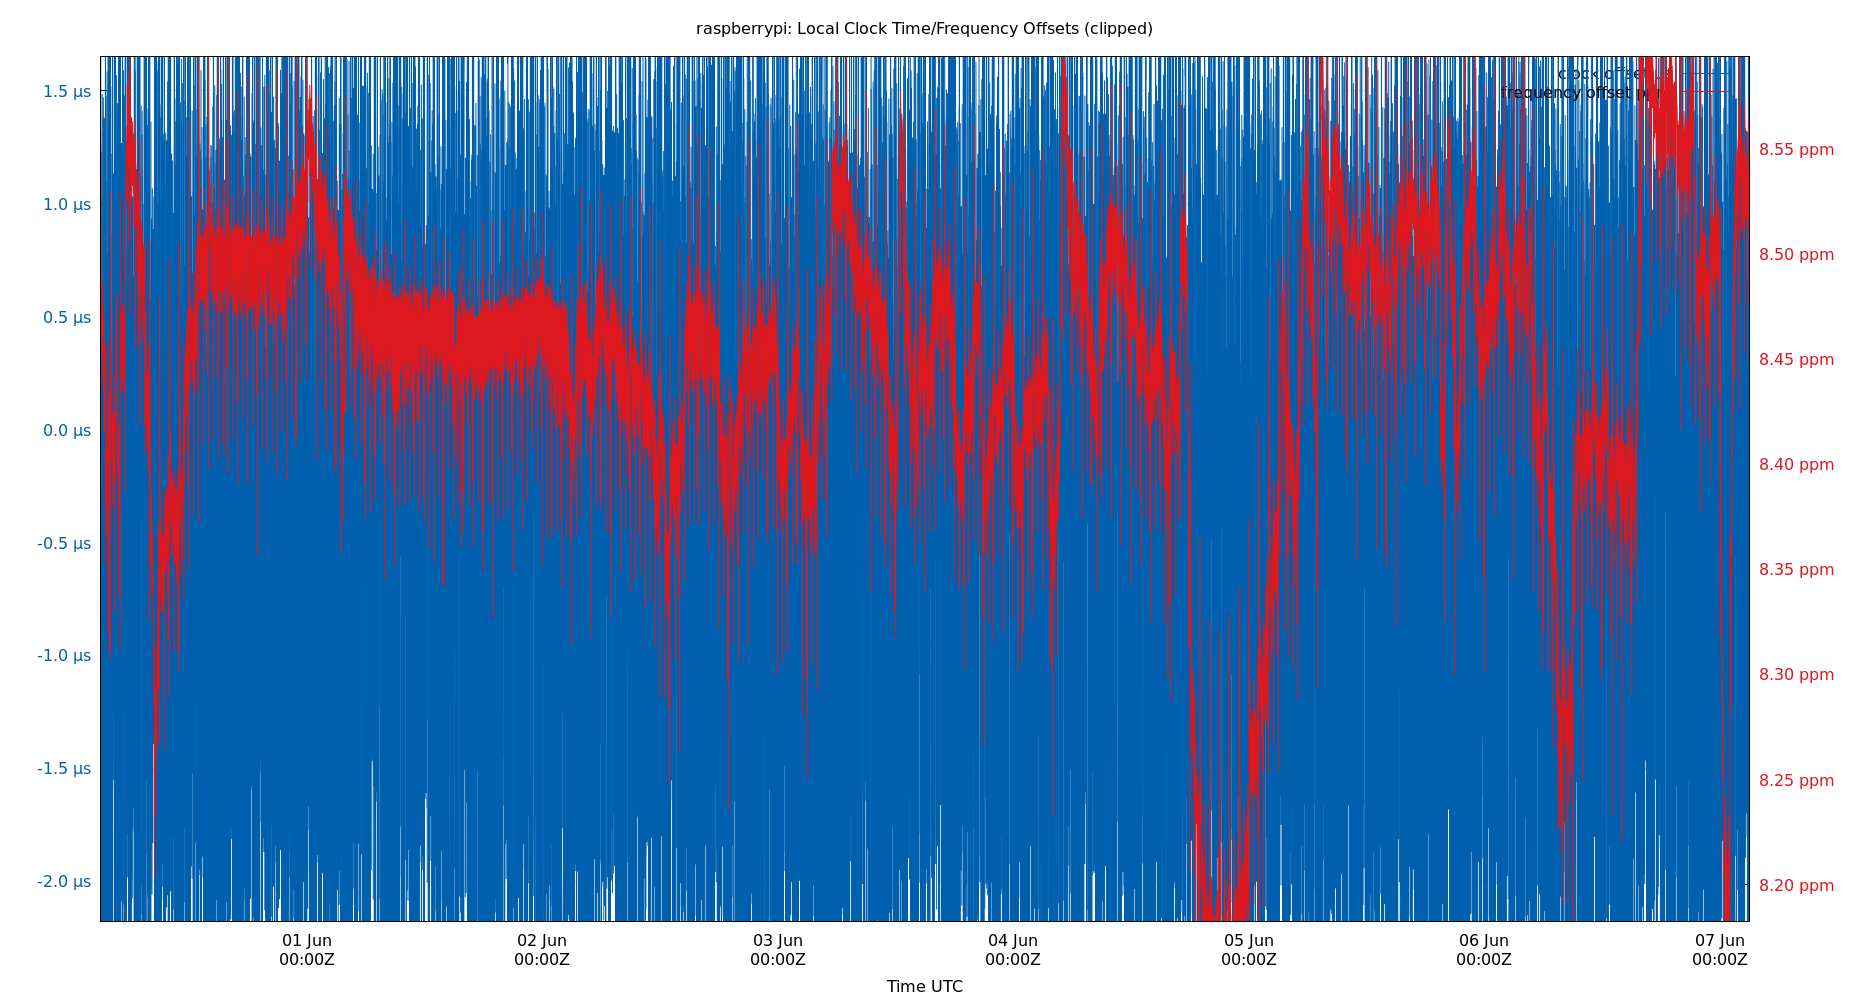 raspberrypi: Local Clock Time/Frequency Offsets (clipped)
clock offset
frequency offset
1.5 µs
1.0 µs
0.5 µs
0.0 µs
-0.5 µs
-1.0 µs
-1.5 µs
-2.0 µs
8.55 ppm
8.50 ppm
8.45 ppm
8.40 ppm
8.35 ppm
8.30 ppm
8.25 ppm
8.20 ppm
01 Jun 02 Jun 03 Jun 04 Jun 05 Jun 06 Jun 07 Jun
00:00Z 00:00Z 00:00Z 00:00Z 00:00Z 00:00Z 00:00Z
Time UTC